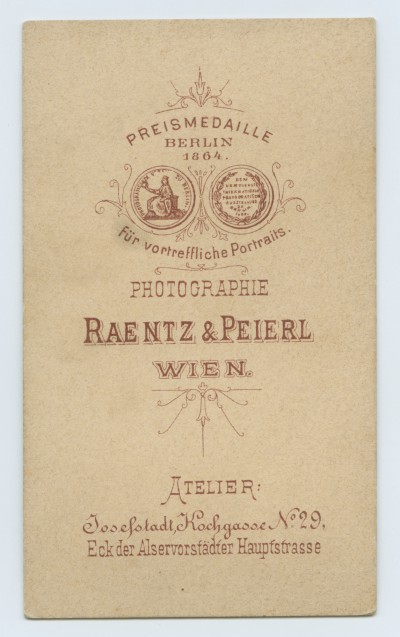 PREISMEDAILLE
BERLIN
1864.
für vortreffliche Portraits.
PHOTOGRAPHIE
RAENTZ & PEIERL
WIEN.
ATELIER:
Josefstadt, Kochgasse No. 29,
Eck der Alservorstädter Hauptstrasse